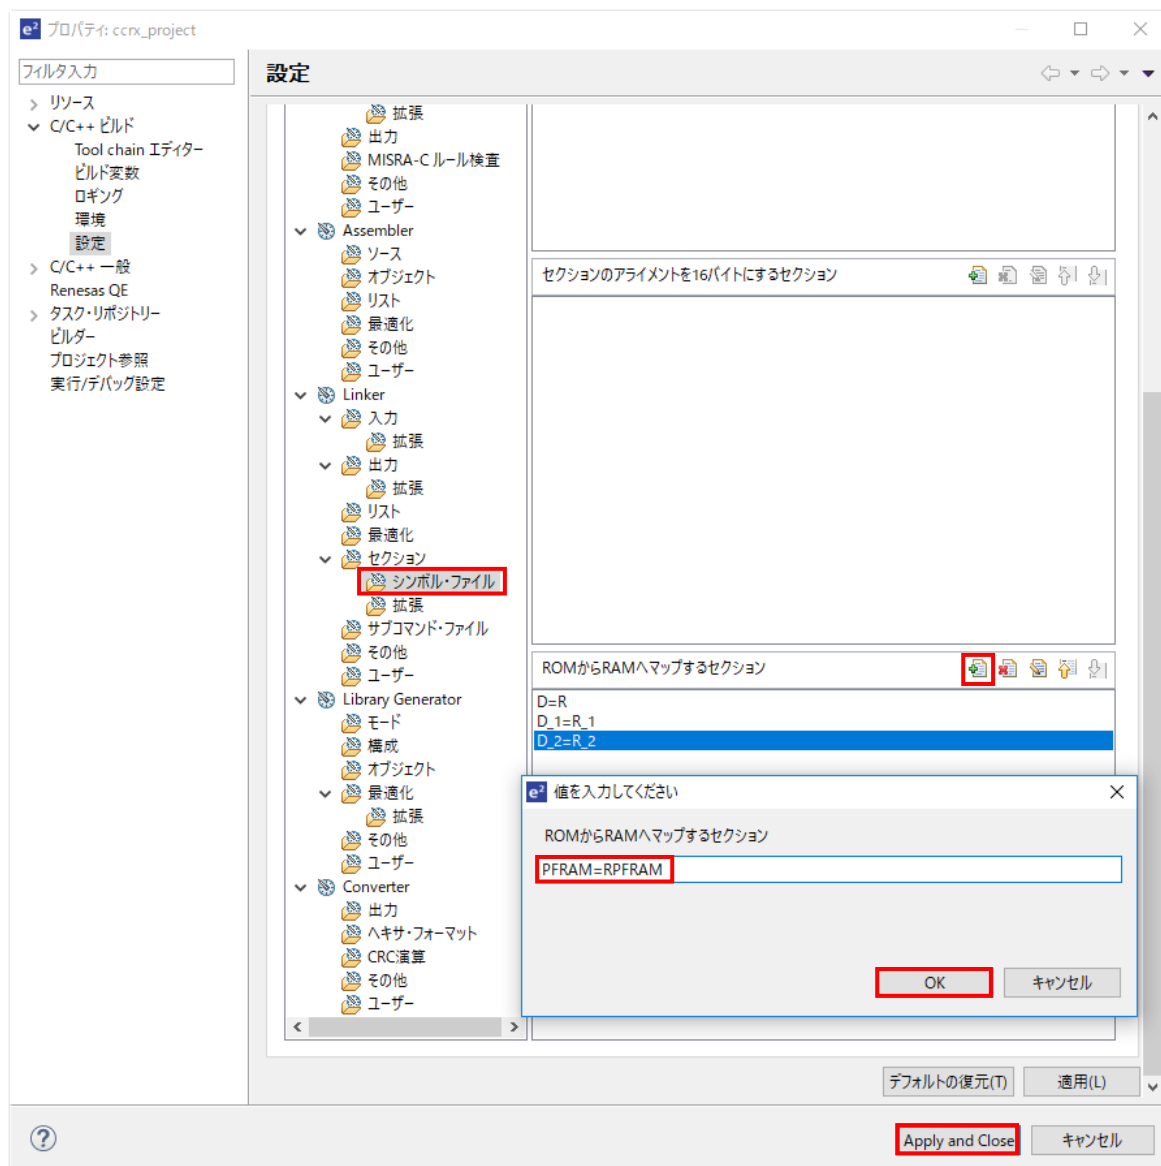 e² プロパティ: ccrx_project
フィルタ入力
リソース
C/C++ ビルド
Tool chain エディター
ビルド変数
ロギング
環境
設定
C/C++ 一般
Renesas QE
タスク・リポジトリー
ビルダー
プロジェクト参照
実行/デバッグ設定
設定
拡張
出力
MISRA-C ルール検査
その他
ユーザー
Assembler
ソース
オブジェクト
リスト
最適化
その他
ユーザー
Linker
入力
拡張
出力
拡張
リスト
最適化
セクション
シンボル・ファイル
拡張
サブコマンド・ファイル
その他
ユーザー
Library Generator
モード
構成
オブジェクト
最適化
拡張
その他
ユーザー
Converter
出力
ヘキサ・フォーマット
CRC演算
その他
ユーザー
セクションのアライメントを16バイトにするセクション
ROMからRAMへマップするセクション
D=R
D_1=R_1
D_2=R_2
e² 値を入力してください
ROMからRAMへマップするセクション
PFRAM=RPFRAM
OK
キャンセル
デフォルトの復元(T)
適用(L)
?
Apply and Close
キャンセル